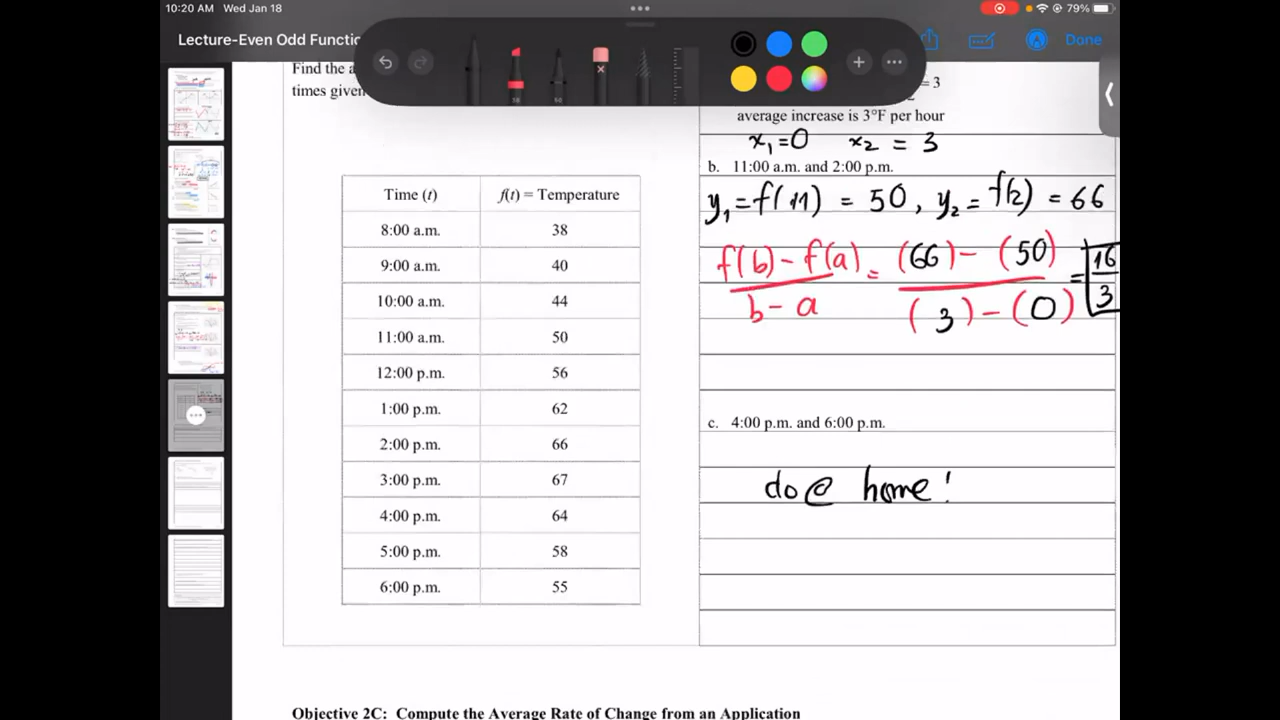 10:20 AM Wed Jan 18
79%
Lecture-Even Odd Functio
Done
Find the a
times given
= 3
average increase is 3°F per hour
x₁=0 x₂ = 3
b. 11:00 a.m. and 2:00 p.m.
y₁=f(11) = 50, y₂= f(2) = 66
f(b) - f(a) = (66) - (50) = 16
b - a (3) - (0) 3
Time (t) f(t) = Temperature
8:00 a.m. 38
9:00 a.m. 40
10:00 a.m. 44
11:00 a.m. 50
12:00 p.m. 56
1:00 p.m. 62
2:00 p.m. 66
3:00 p.m. 67
4:00 p.m. 64
5:00 p.m. 58
6:00 p.m. 55
c. 4:00 p.m. and 6:00 p.m.
do @ home!
Objective 2C: Compute the Average Rate of Change from an Application